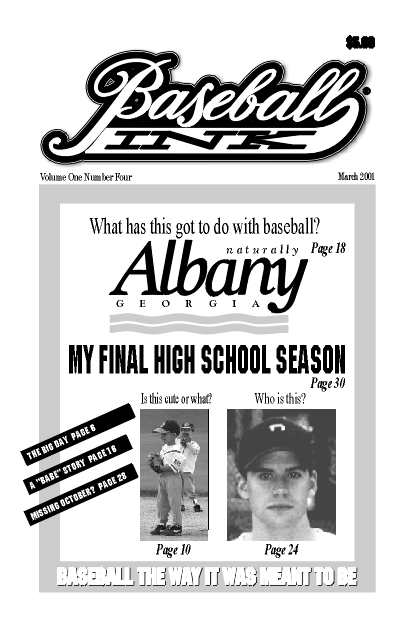 $5.00
Baseball
INK
Volume One Number Four
March 2001
What has this got to do with baseball?
naturally
Page 18
Albany
GEORGIA
MY FINAL HIGH SCHOOL SEASON
Page 30
Is this cute or what?
Who is this?
THE BIG DAY PAGE 6
A "BABE" STORY PAGE 16
MISSING OCTOBER? PAGE 28
Page 10
Page 24
BASEBALL THE WAY IT WAS MEANT TO BE